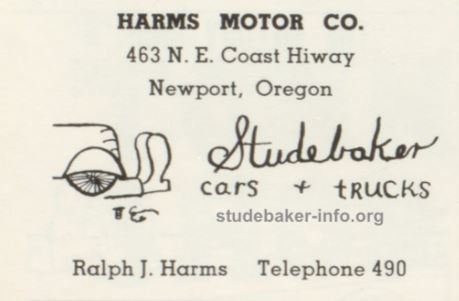 HARMS MOTOR CO.
463 N. E. Coast Hiway
Newport, Oregon
Studebaker
cars + tRUCKS
studebaker-info.org
Ralph J. Harms Telephone 490